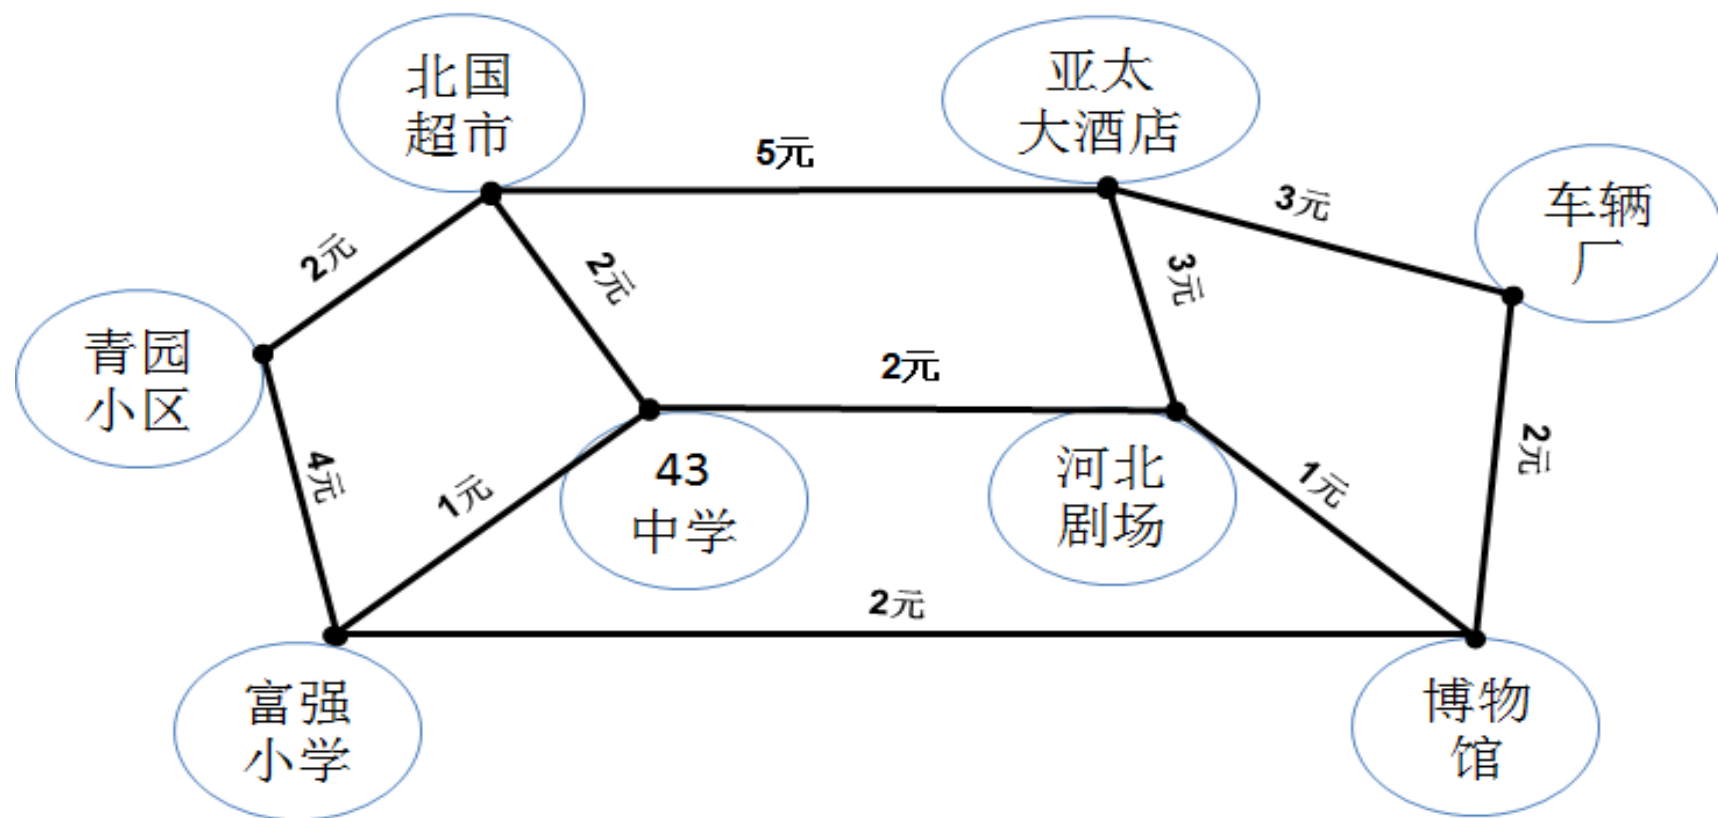 北国
超市
亚太
大酒店
5元
3元
车辆
厂
2元
2元
3元
青园
小区
2元
4元
1元
43
中学
河北
剧场
1元
2元
2元
富强
小学
博物
馆